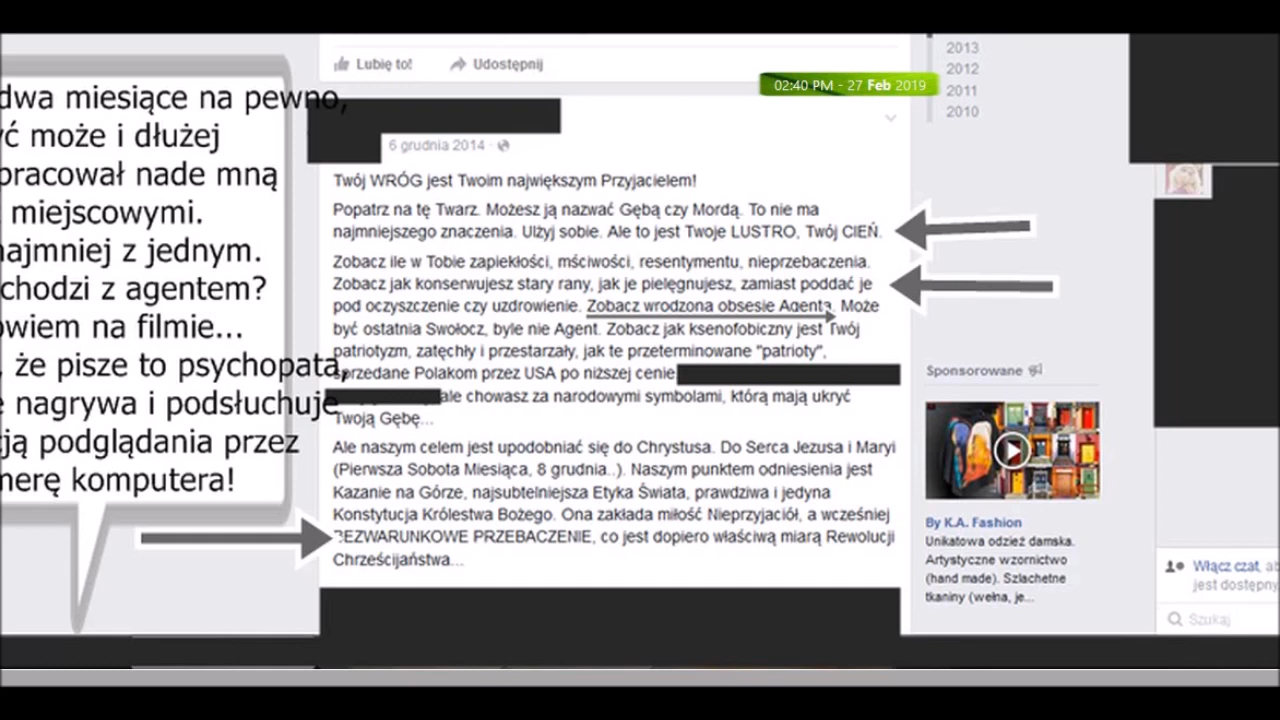 dwa miesiące na pewno,
ć może i dłużej
pracował nade mną
miejscowymi.
najmniej z jednym.
chodzi z agentem?
owiem na filmie...
, że pisze to psychopata,
e nagrywa i podsłuchuje
cją podglądania przez
merę komputera!
Lubię to! Udostępnij
02:40 PM - 27 Feb 2019
6 grudnia 2014
Twój WRÓG jest Twoim największym Przyjacielem!
Popatrz na tę Twarz. Możesz ją nazwać Gębą czy Mordą. To nie ma
najmniejszego znaczenia. Ulżyj sobie. Ale to jest Twoje LUSTRO, Twój CIEŃ.
Zobacz ile w Tobie zapiekłości, mściwości, resentymentu, nieprzebaczenia.
Zobacz jak konserwujesz stary rany, jak je pielęgnujesz, zamiast poddać je
pod oczyszczenie czy uzdrowienie. Zobacz wrodzona obsesie Agenta. Może
być ostatnia Swołocz, byle nie Agent. Zobacz jak ksenofobiczny jest Twój
patriotyzm, zatęchły i przestarzały, jak te przeterminowane "patrioty",
sprzedane Polakom przez USA po niższej cenie
ale chowasz za narodowymi symbolami, którą mają ukryć
Twoją Gębę...
Ale naszym celem jest upodobniać się do Chrystusa. Do Serca Jezusa i Maryi
(Pierwsza Sobota Miesiąca, 8 grudnia..). Naszym punktem odniesienia jest
Kazanie na Górze, najsubtelniejsza Etyka Świata, prawdziwa i jedyna
Konstytucja Królestwa Bożego. Ona zakłada miłość Nieprzyjaciół, a wcześniej
BEZWARUNKOWE PRZEBACZENIE, co jest dopiero właściwą miarą Rewolucji
Chrześcijaństwa...
2013
2012
2011
2010
Sponsorowane
By K.A. Fashion
Unikatowa odzież damska.
Artystyczne wzornictwo
(hand made). Szlachetne
tkaniny (wełna, je...
Włącz czat, ab
jest dostępny
Szukaj